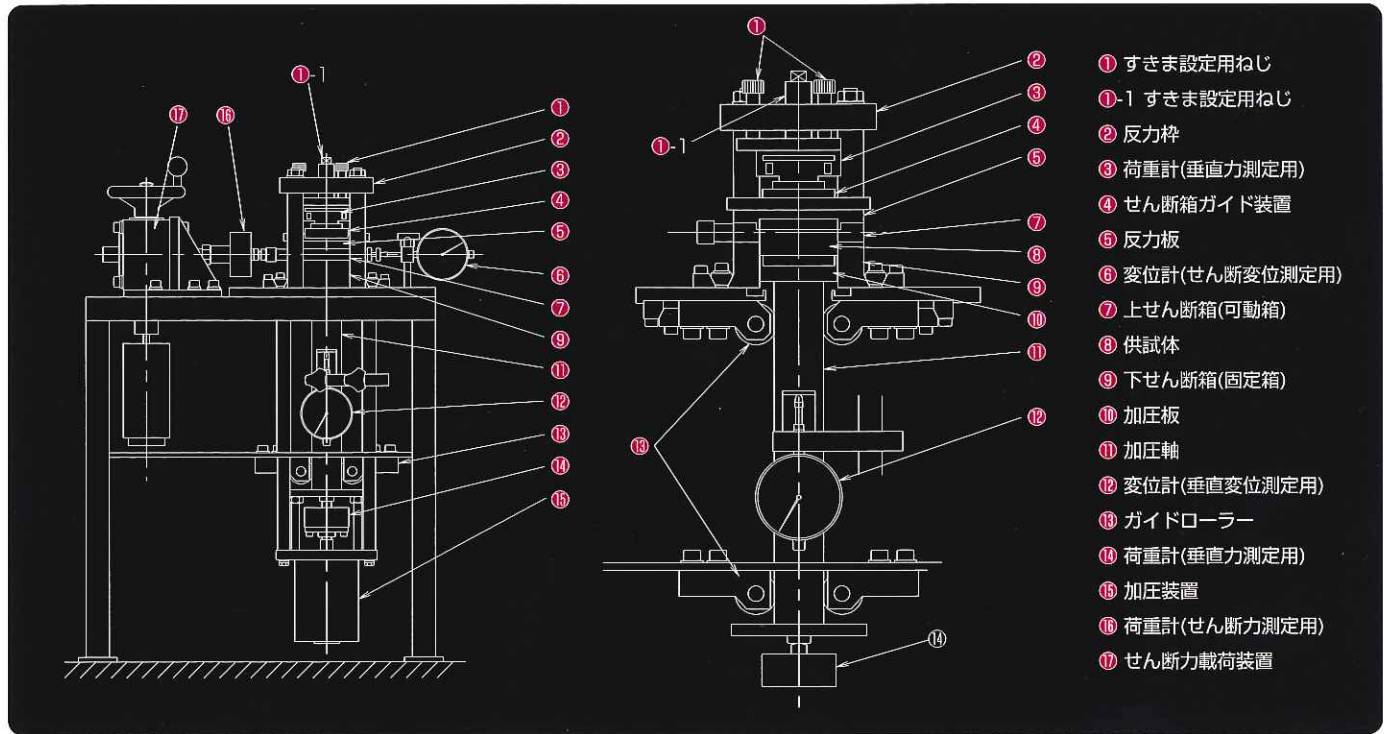 ①-1
⑰
⑯
①
②
③
④
⑤
⑥
⑦
⑨
⑪
⑫
⑬
⑭
⑮
①
①-1
②
③
④
⑤
⑦
⑧
⑨
⑩
⑪
⑫
⑬
⑭
① すきま設定用ねじ
①-1 すきま設定用ねじ
② 反力枠
③ 荷重計(垂直力測定用)
④ せん断箱ガイド装置
⑤ 反力板
⑥ 変位計(せん断変位測定用)
⑦ 上せん断箱(可動箱)
⑧ 供試体
⑨ 下せん断箱(固定箱)
⑩ 加圧板
⑪ 加圧軸
⑫ 変位計(垂直変位測定用)
⑬ ガイドローラー
⑭ 荷重計(垂直力測定用)
⑮ 加圧装置
⑯ 荷重計(せん断力測定用)
⑰ せん断力載荷装置